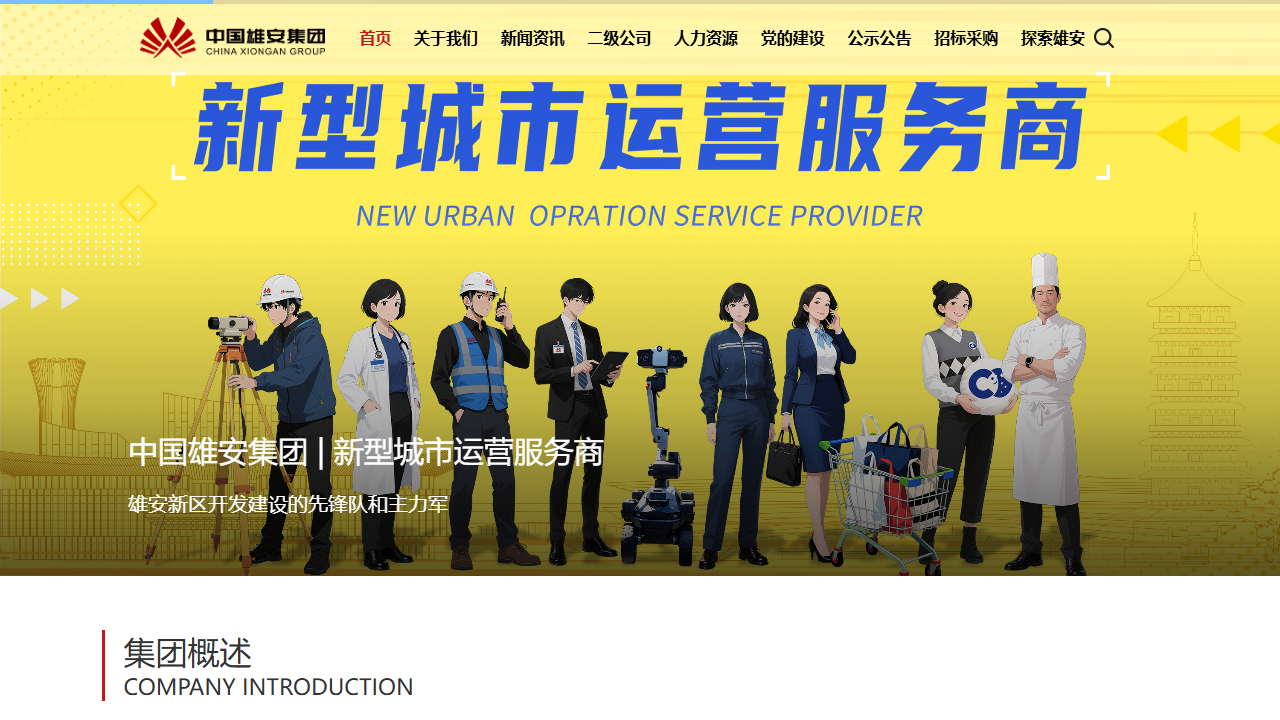 中国雄安集团
CHINA XIONGAN GROUP
首页 关于我们 新闻资讯 二级公司 人力资源 党的建设 公示公告 招标采购 探索雄安
新型城市运营服务商
NEW URBAN OPRATION SERVICE PROVIDER
中国雄安集团 | 新型城市运营服务商
雄安新区开发建设的先锋队和主力军
集团概述
COMPANY INTRODUCTION